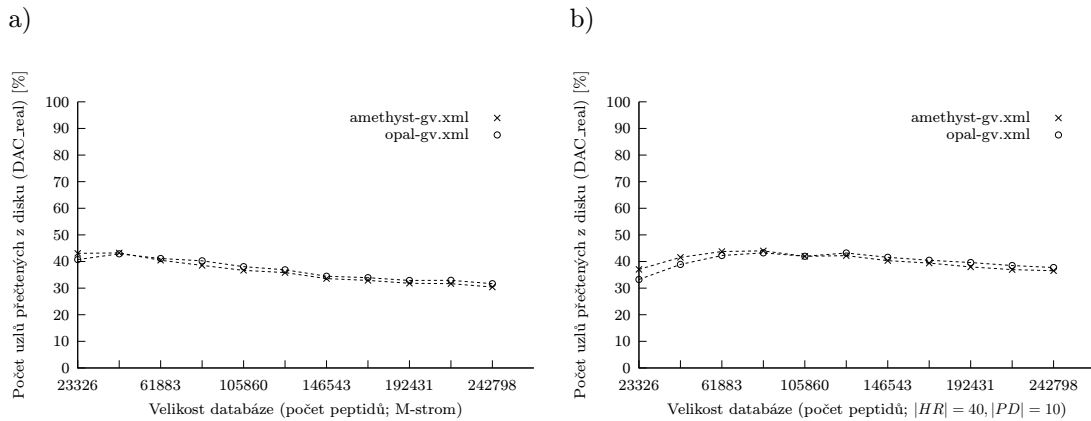 a)
Počet uzlů přečtených z disku (DAC_real) [%]
100
90
80
70
60
50
40
30
20
10
0
amethyst-gv.xml
opal-gv.xml
23326 61883 105860 146543 192431 242798
Velikost databáze (počet peptidů; M-strom)
b)
Počet uzlů přečtených z disku (DAC_real) [%]
100
90
80
70
60
50
40
30
20
10
0
amethyst-gv.xml
opal-gv.xml
23326 61883 105860 146543 192431 242798
Velikost databáze (počet peptidů; |HR| = 40, |PD| = 10)